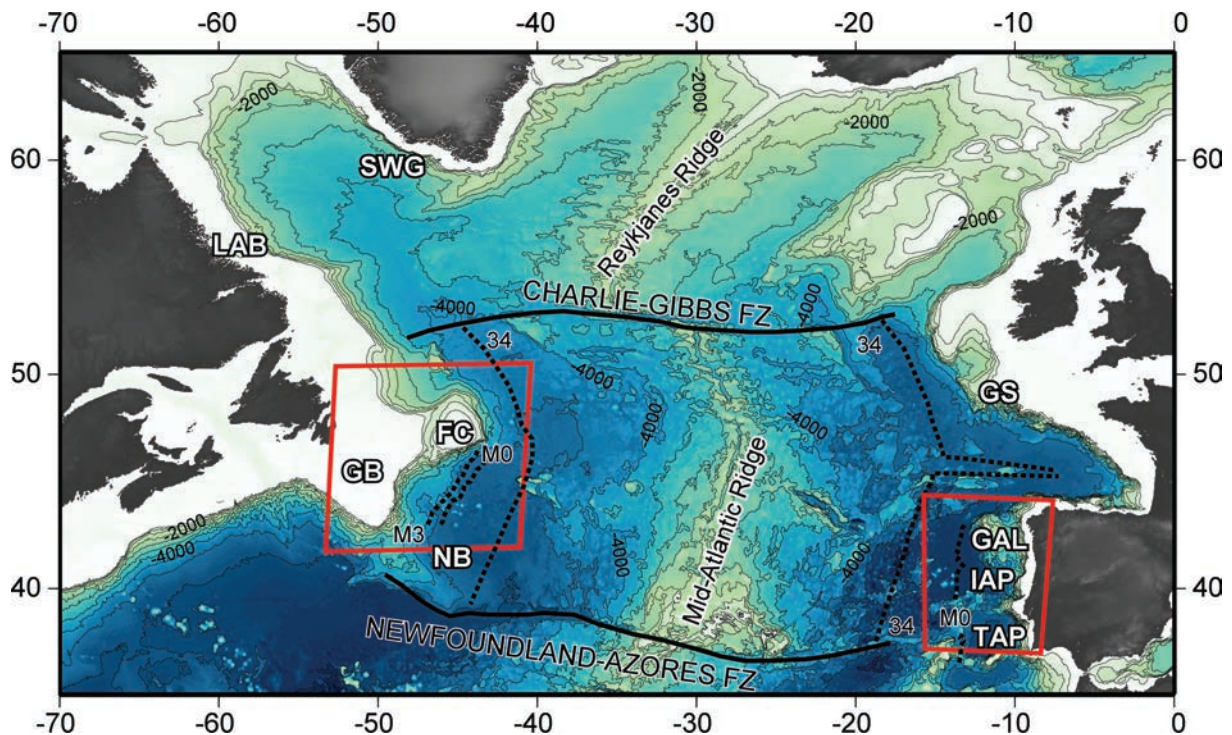 -70 -60 -50 -40 -30 -20 -10 0
-2000
-2000
-2000
60
60
SWG
Reykjanes Ridge
-2000
LAB
-4000
CHARLIE-GIBBS FZ
-4000
34
34
50
50
-4000
GS
FC
-4000
-4000
M0
GB
Mid-Atlantic Ridge
-2000
-4000
M3
NB
GAL
-4000
-4000
IAP
40
40
M0
34
TAP
NEWFOUNDLAND-AZORES FZ
-70 -60 -50 -40 -30 -20 -10 0